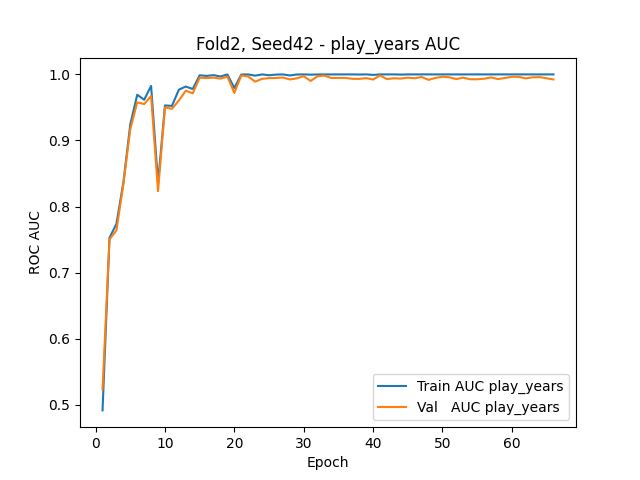 Fold2, Seed42 - play_years AUC
1.0
0.9
0.8
0.7
0.6
0.5
ROC AUC
0 10 20 30 40 50 60
Epoch
Train AUC play_years
Val   AUC play_years